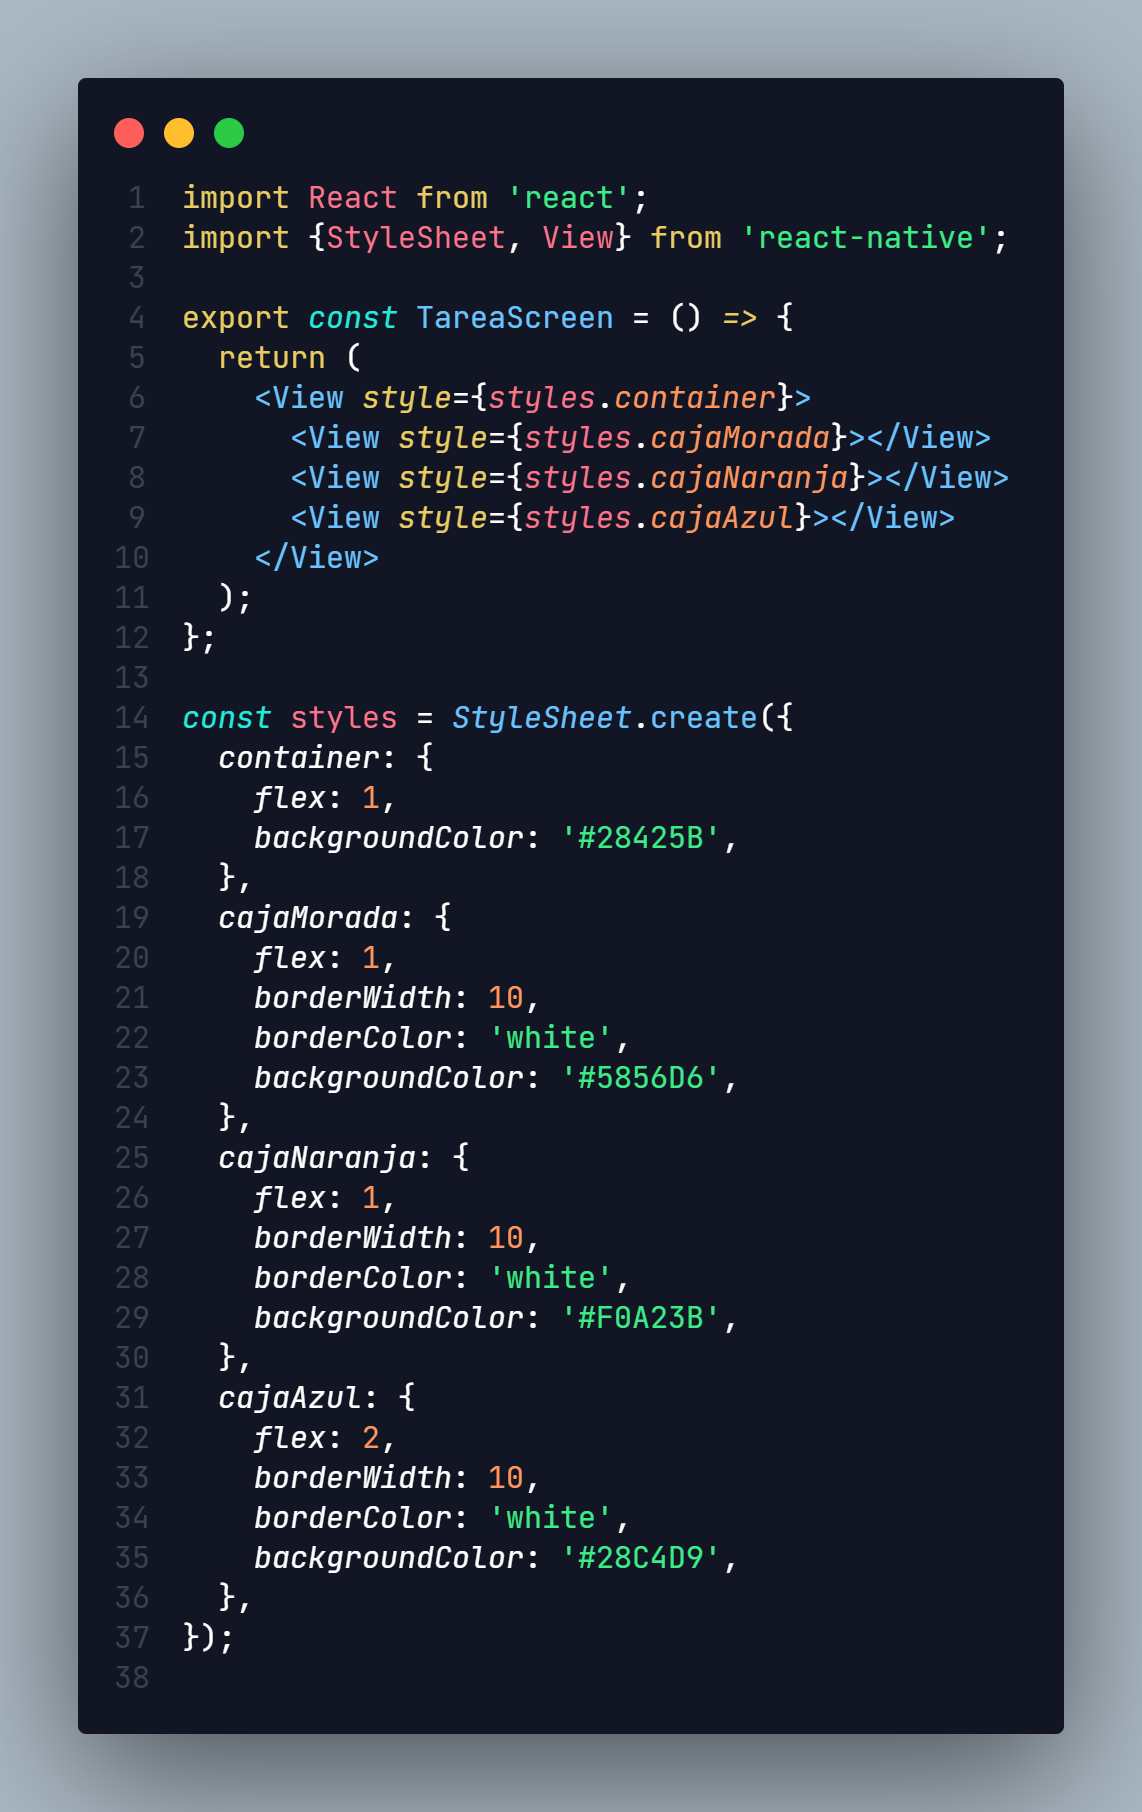 1 import React from 'react';
2 import {StyleSheet, View} from 'react-native';
3
4 export const TareaScreen = () => {
5   return (
6     <View style={styles.container}>
7       <View style={styles.cajaMorada}></View>
8       <View style={styles.cajaNaranja}></View>
9       <View style={styles.cajaAzul}></View>
10     </View>
11   );
12 };
13
14 const styles = StyleSheet.create({
15   container: {
16     flex: 1,
17     backgroundColor: '#28425B',
18   },
19   cajaMorada: {
20     flex: 1,
21     borderWidth: 10,
22     borderColor: 'white',
23     backgroundColor: '#5856D6',
24   },
25   cajaNaranja: {
26     flex: 1,
27     borderWidth: 10,
28     borderColor: 'white',
29     backgroundColor: '#F0A23B',
30   },
31   cajaAzul: {
32     flex: 2,
33     borderWidth: 10,
34     borderColor: 'white',
35     backgroundColor: '#28C4D9',
36   },
37 });
38